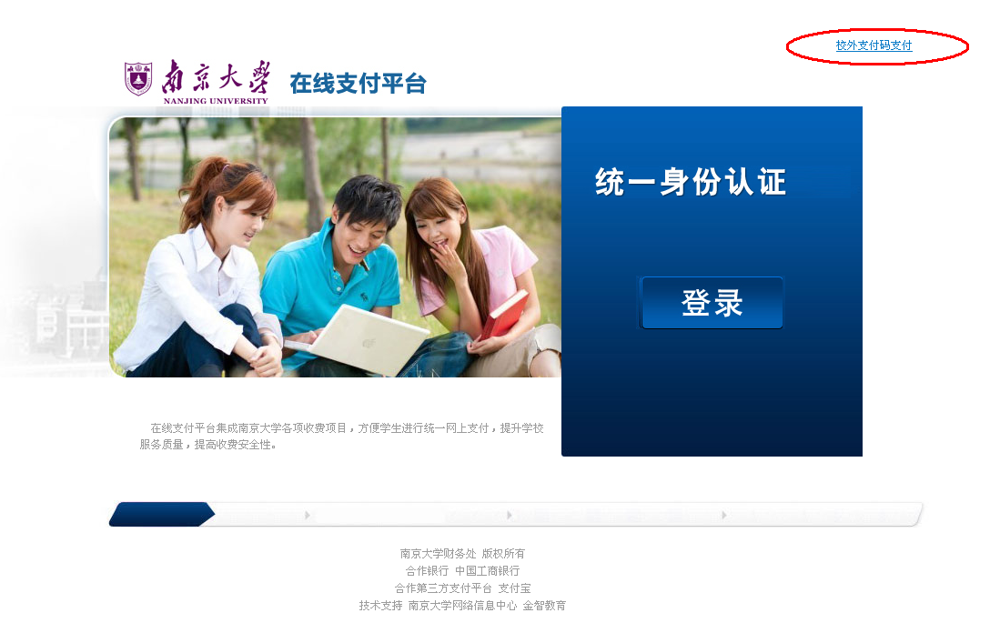 校外支付码支付
南京大学 在线支付平台
NANJING UNIVERSITY
统一身份认证
登录
在线支付平台集成南京大学各项收费项目，方便学生进行统一网上支付，提升学校
服务质量，提高收费安全性。
南京大学财务处 版权所有
合作银行 中国工商银行
合作第三方支付平台 支付宝
技术支持 南京大学网络信息中心 金智教育